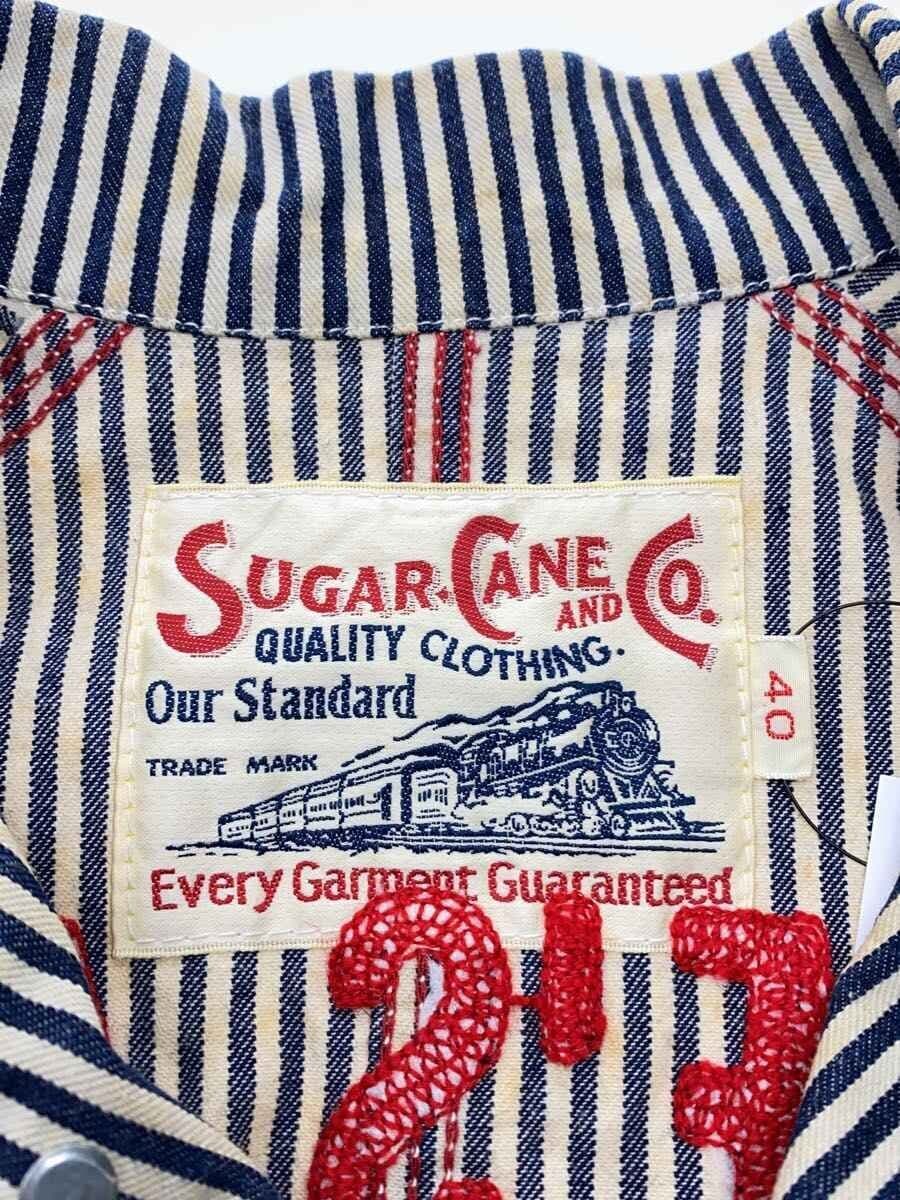 SUGAR.CANE AND CO.
QUALITY CLOTHING.
Our Standard
TRADE MARK
Every Garment Guaranteed
40